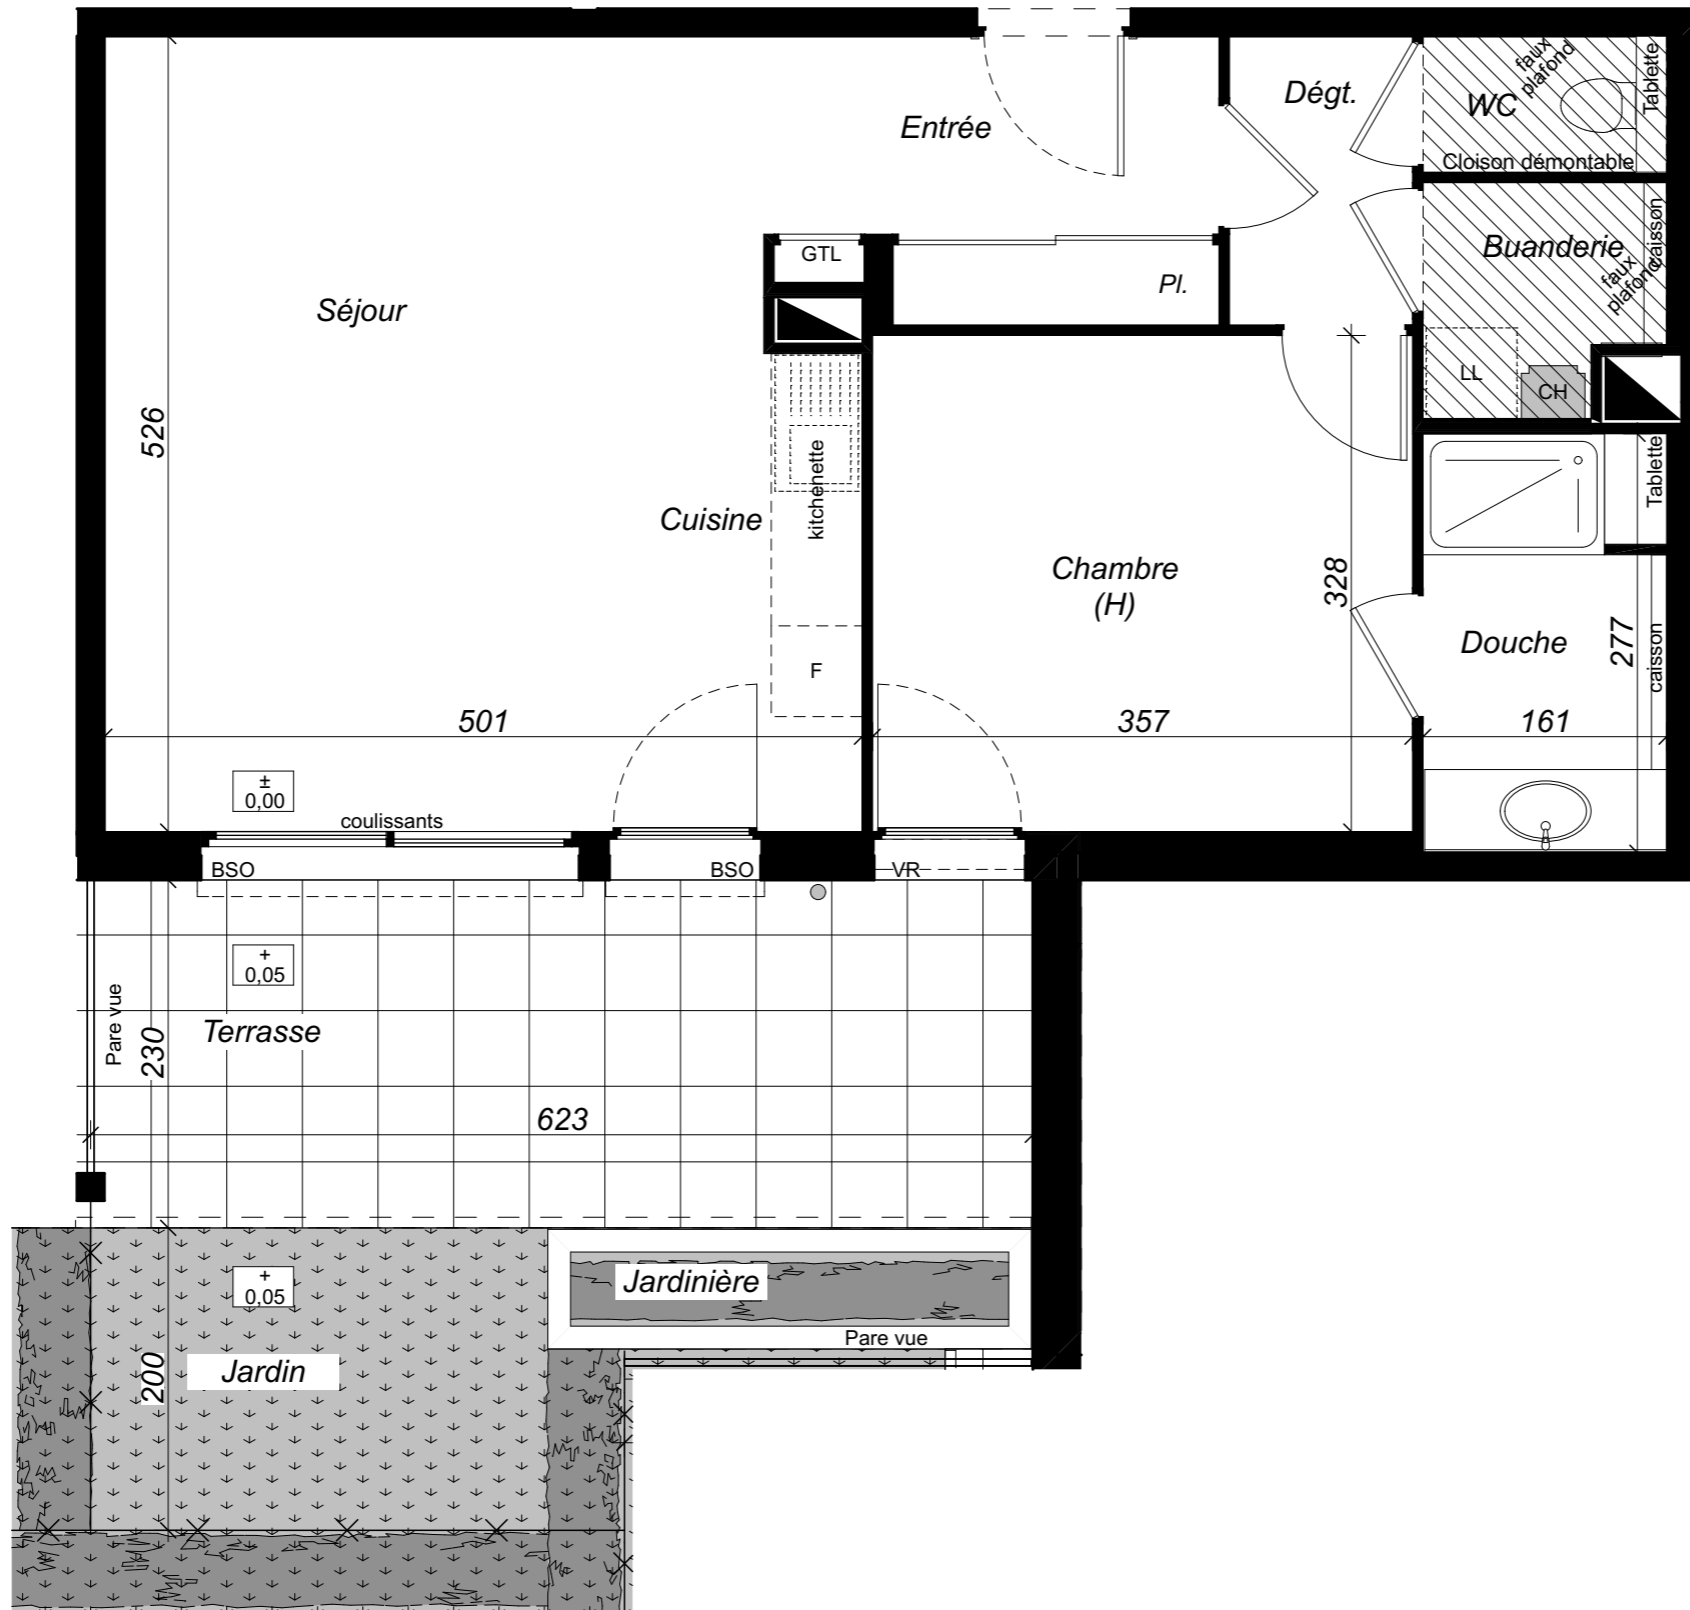 faux
plafond
Tablette
Dégt.
WC
Entrée
Cloison démontable
caisson
Buanderie
faux
plafond
GTL
Pl.
Séjour
LL
CH
526
kitchenette
Tablette
Cuisine
Chambre
(H)
328
Douche
277
caisson
F
501
357
161
±
0,00
coulissants
BSO
BSO
VR
+
0,05
Pare vue
230
Terrasse
623
+
0,05
Jardinière
Pare vue
200
Jardin